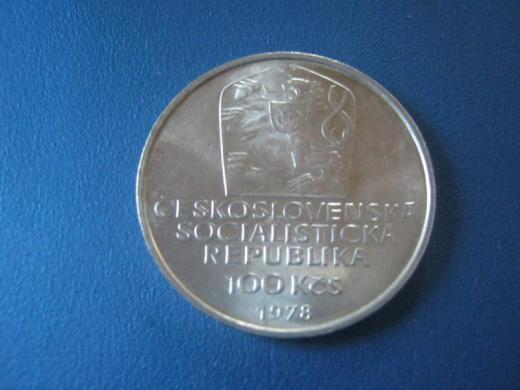 ČESKOSLOVENSKÁ
SOCIALISTICKÁ
REPUBLIKA
100 Kčs
1978